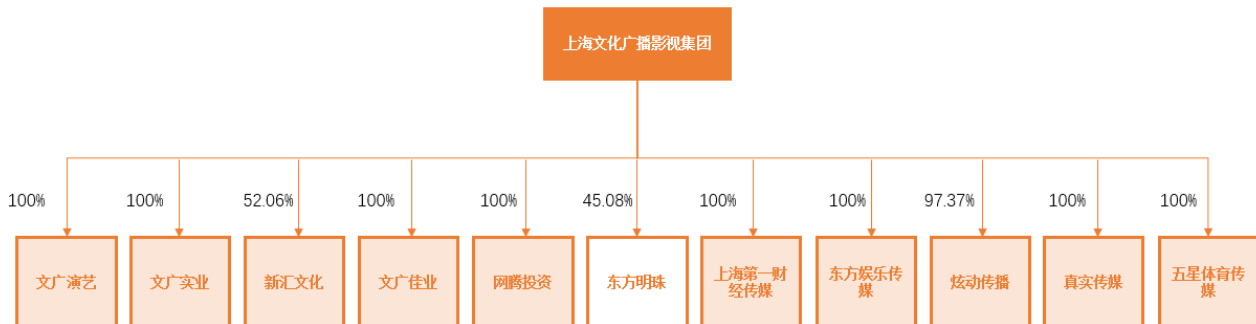 上海文化广播影视集团
100%
100%
52.06%
100%
100%
45.08%
100%
100%
97.37%
100%
100%
文广演艺
文广实业
新汇文化
文广佳业
网腾投资
东方明珠
上海第一财
经传媒
东方娱乐传
媒
炫动传播
真实传媒
五星体育传
媒